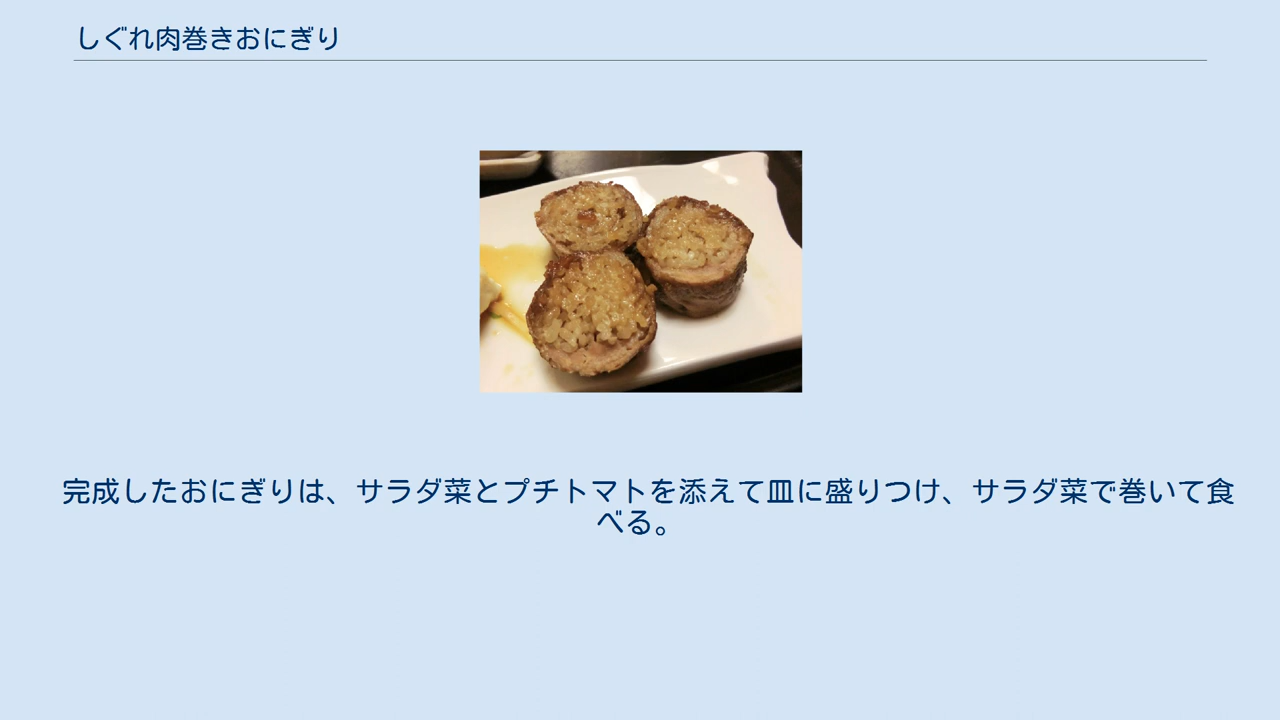 しぐれ肉巻きおにぎり
完成したおにぎりは、サラダ菜とプチトマトを添えて皿に盛りつけ、サラダ菜で巻いて食
べる。